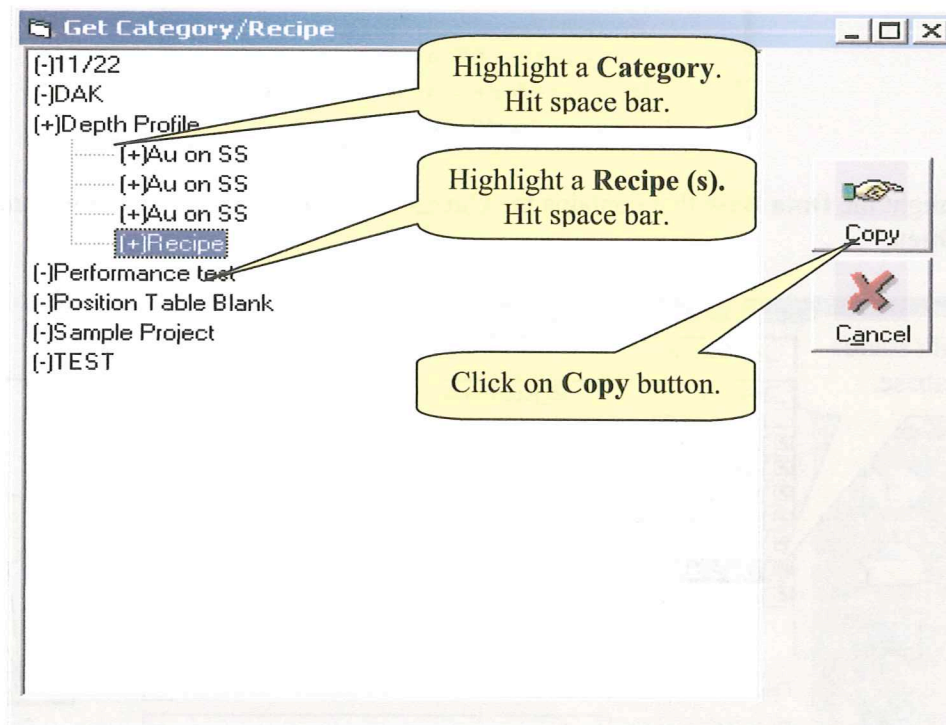 Get Category/Recipe
(-)11/22
(-)DAK
(+)Depth Profile
(+)Au on SS
(+)Au on SS
(+)Au on SS
(+)Recipe
(-)Performance test
(-)Position Table Blank
(-)Sample Project
(-)TEST
Highlight a Category.
Hit space bar.
Highlight a Recipe (s).
Hit space bar.
Click on Copy button.
Copy
Cancel